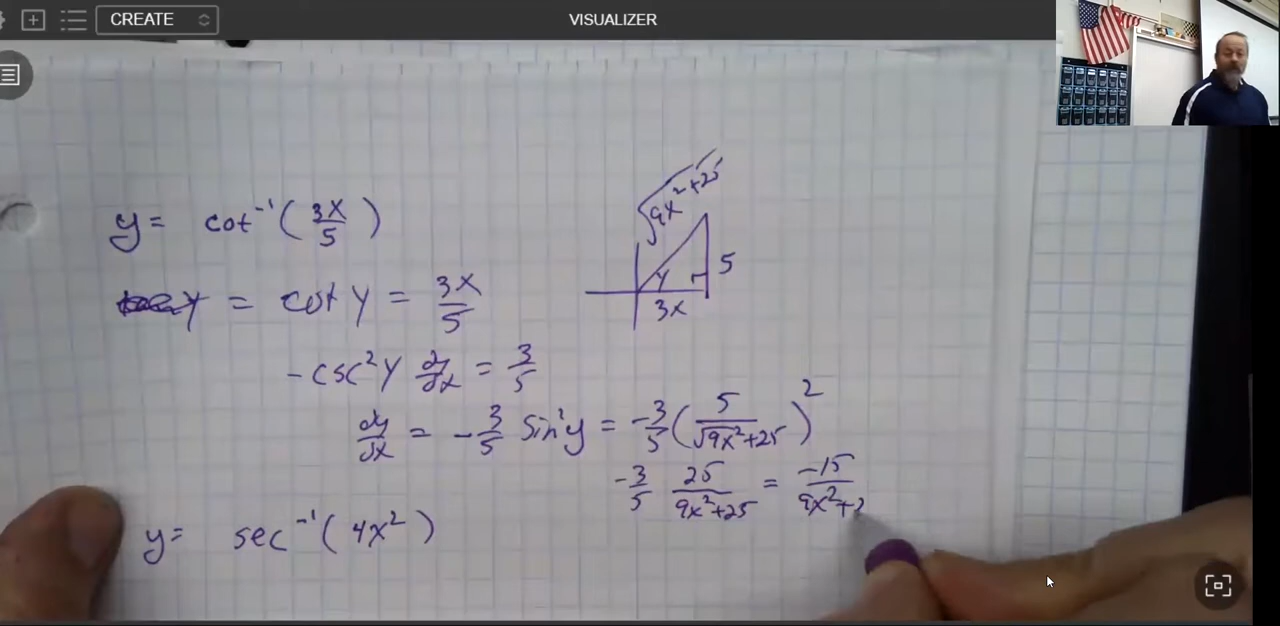 CREATE
VISUALIZER
y = cot⁻¹(3x/5)
= cot y = 3x/5
-csc²y dy/dx = 3/5
dy/dx = -3/5 sin²y = -3/5 (5/√9x²+25)²
-3/5 25/9x²+25 = -15/9x²+
y = sec⁻¹(4x²)
√9x²+25
5
y
3x